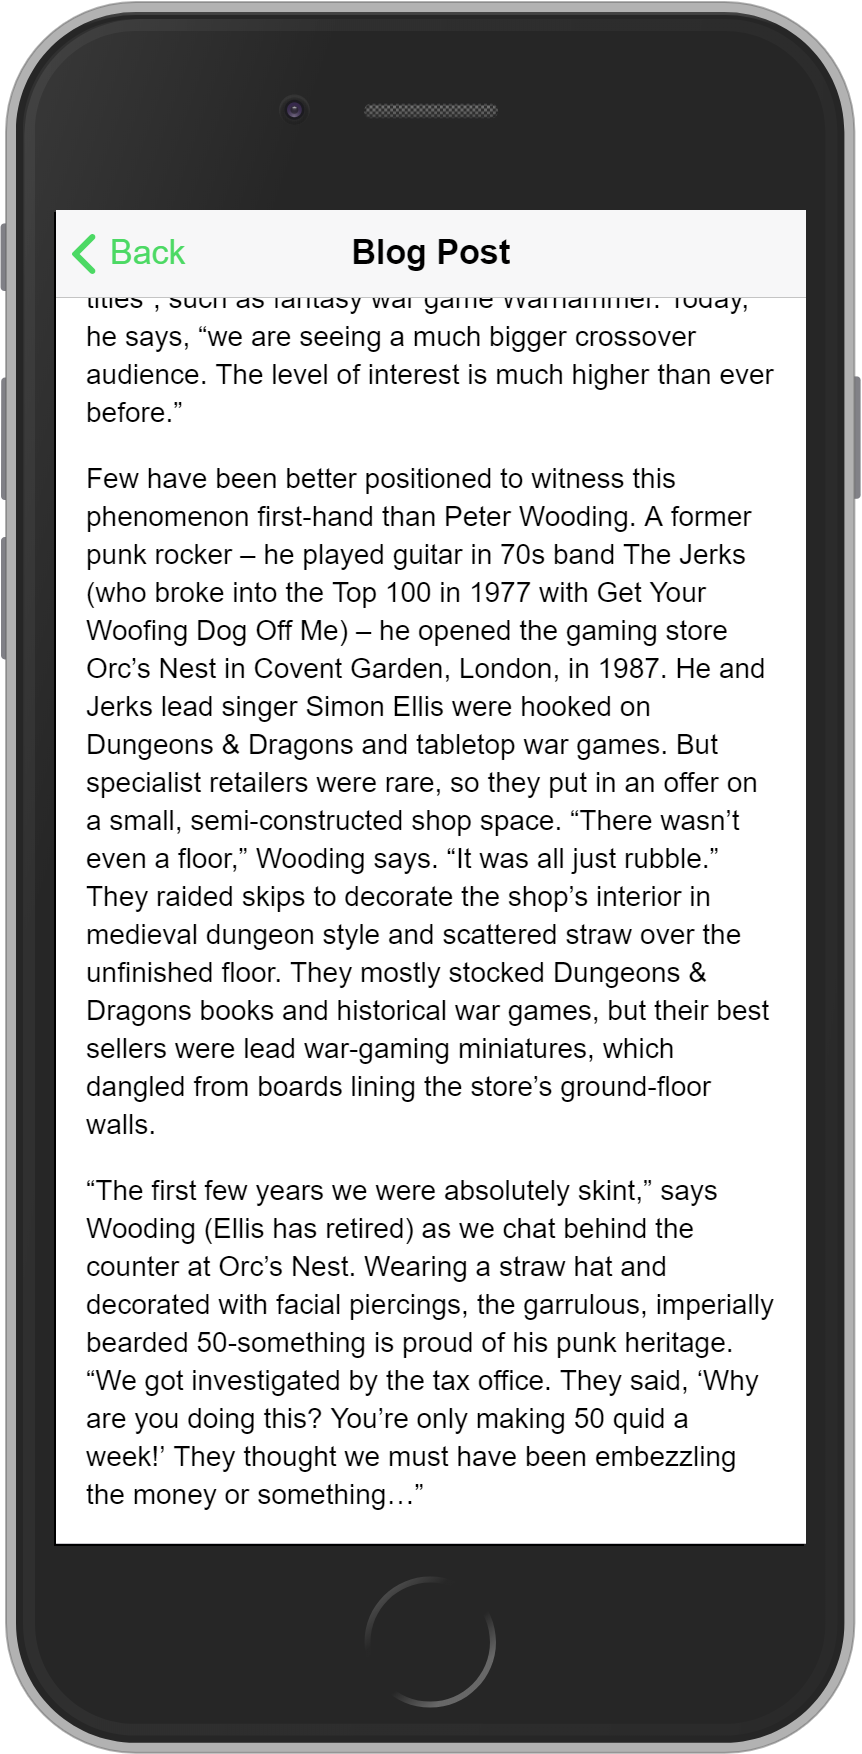 Back
Blog Post
titles”, such as fantasy war game Warhammer. Today,
he says, “we are seeing a much bigger crossover
audience. The level of interest is much higher than ever
before.”
Few have been better positioned to witness this
phenomenon first-hand than Peter Wooding. A former
punk rocker – he played guitar in 70s band The Jerks
(who broke into the Top 100 in 1977 with Get Your
Woofing Dog Off Me) – he opened the gaming store
Orc’s Nest in Covent Garden, London, in 1987. He and
Jerks lead singer Simon Ellis were hooked on
Dungeons & Dragons and tabletop war games. But
specialist retailers were rare, so they put in an offer on
a small, semi-constructed shop space. “There wasn’t
even a floor,” Wooding says. “It was all just rubble.”
They raided skips to decorate the shop’s interior in
medieval dungeon style and scattered straw over the
unfinished floor. They mostly stocked Dungeons &
Dragons books and historical war games, but their best
sellers were lead war-gaming miniatures, which
dangled from boards lining the store’s ground-floor
walls.
“The first few years we were absolutely skint,” says
Wooding (Ellis has retired) as we chat behind the
counter at Orc’s Nest. Wearing a straw hat and
decorated with facial piercings, the garrulous, imperially
bearded 50-something is proud of his punk heritage.
“We got investigated by the tax office. They said, ‘Why
are you doing this? You’re only making 50 quid a
week!’ They thought we must have been embezzling
the money or something…”